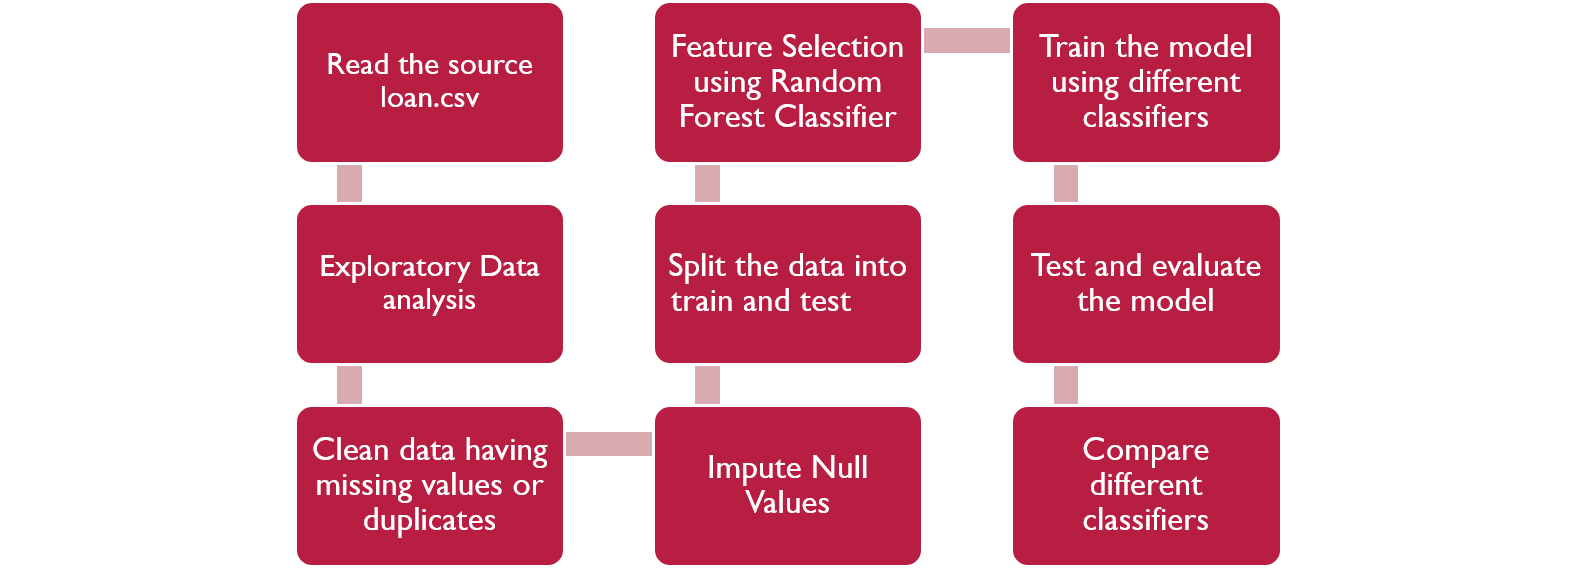 Read the source
loan.csv
Exploratory Data
analysis
Clean data having
missing values or
duplicates
Impute Null
Values
Split the data into
train and test
Feature Selection
using Random
Forest Classifier
Train the model
using different
classifiers
Test and evaluate
the model
Compare
different
classifiers